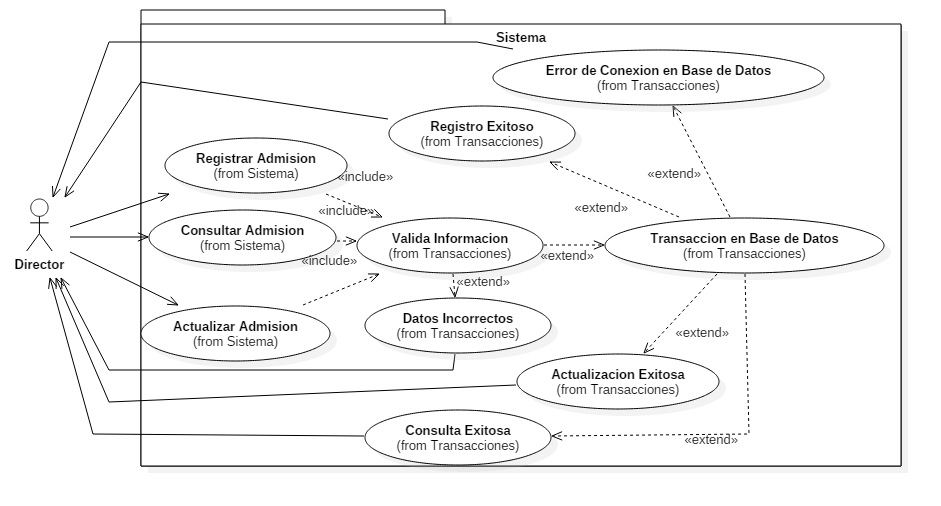 Sistema
Error de Conexion en Base de Datos
(from Transacciones)
Registro Exitoso
(from Transacciones)
Registrar Admision
(from Sistema)
«include»
«extend»
«include»
«extend»
Consultar Admision
(from Sistema)
Valida Informacion
(from Transacciones)
Transaccion en Base de Datos
(from Transacciones)
«include»
«extend»
Director
«extend»
Datos Incorrectos
(from Transacciones)
Actualizar Admision
(from Sistema)
«extend»
Actualizacion Exitosa
(from Transacciones)
Consulta Exitosa
(from Transacciones)
«extend»